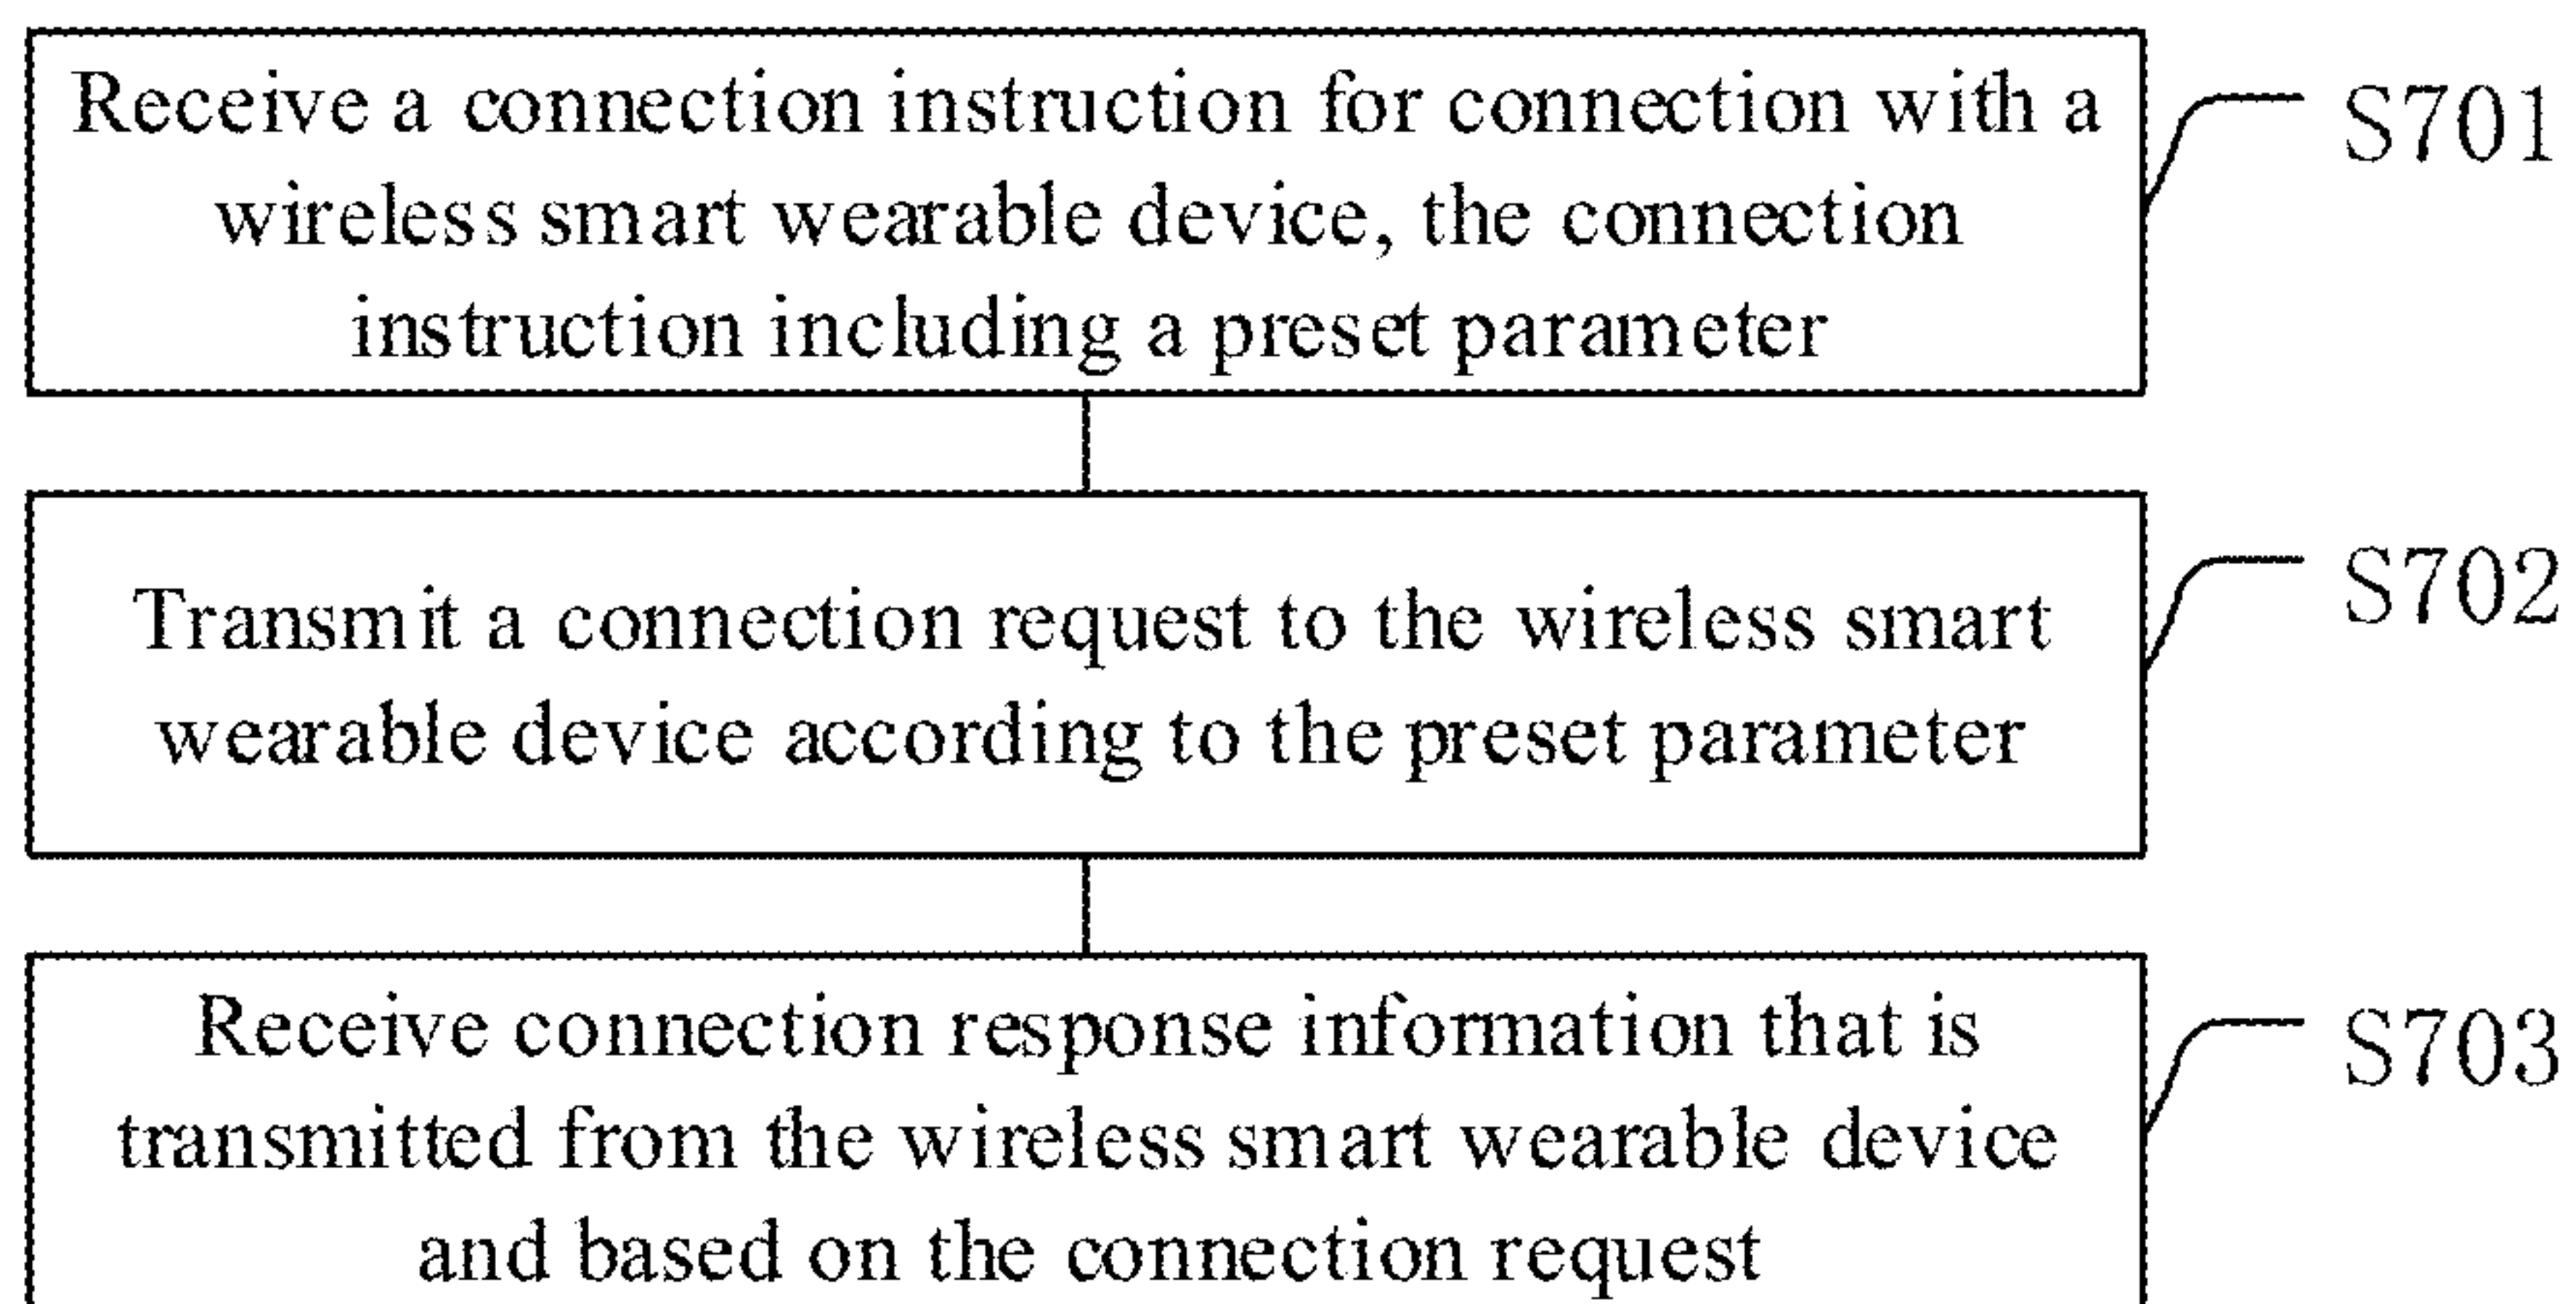 Receive a connection instruction for connection with a
wireless smart wearable device, the connection
instruction including a preset parameter
S701
Transmit a connection request to the wireless smart
wearable device according to the preset parameter
S702
Receive connection response information that is
transmitted from the wireless smart wearable device
and based on the connection request
S703